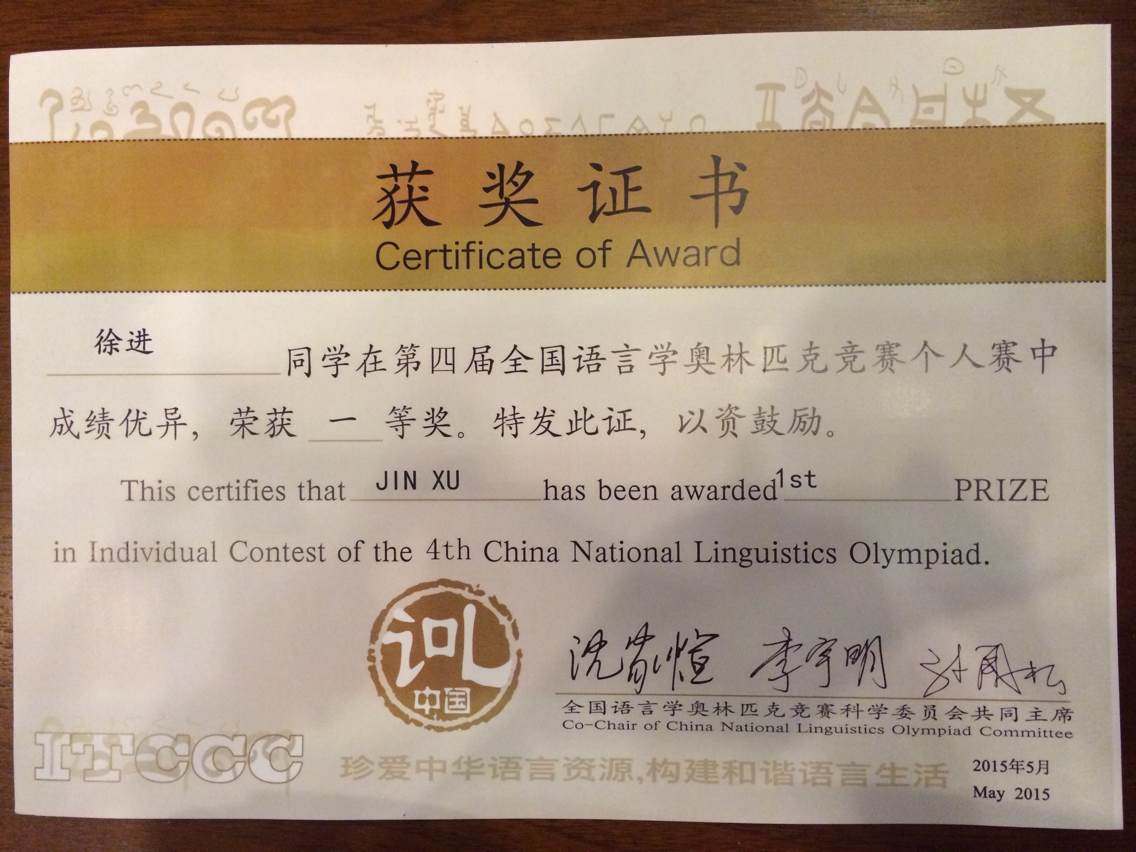 获奖证书
Certificate of Award
徐进 同学在第四届全国语言学奥林匹克竞赛个人赛中
成绩优异，荣获 一 等奖。特发此证，以资鼓励。
This certifies that JIN XU has been awarded 1st PRIZE
in Individual Contest of the 4th China National Linguistics Olympiad.
中国
李宇明
全国语言学奥林匹克竞赛科学委员会共同主席
Co-Chair of China National Linguistics Olympiad Committee
ITCCC
珍爱中华语言资源,构建和谐语言生活
2015年5月
May 2015